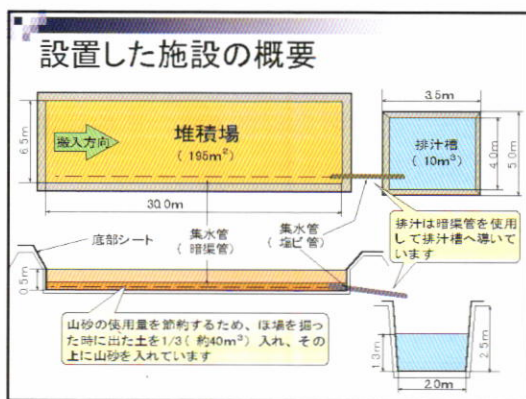 設置した施設の概要
3.5m
6.5m
搬入方向
堆積場
( 195m²)
排汁槽
( 10m³)
4.0m
5.0m
30.0m
底部シート
集水管
( 暗渠管)
集水管
( 塩ビ管)
排汁は暗渠管を使用
して排汁槽へ導いて
います
0.5m
山砂の使用量を節約するため、ほ場を掘っ
た時に出た土を1/3( 約40m³) 入れ、その
上に山砂を入れています
1.3m
2.5m
2.0m